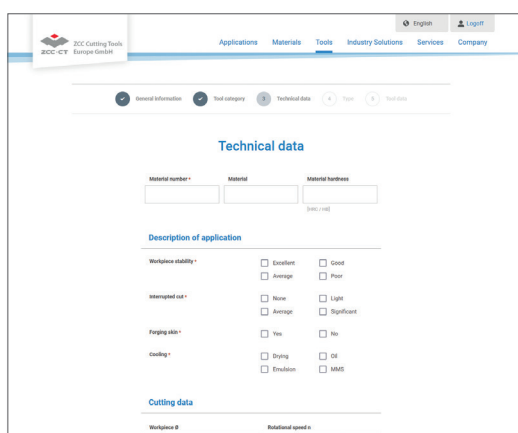 English Logoff
ZCC-CT ZCC Cutting Tools Europe GmbH
Applications Materials Tools Industry Solutions Services Company
General Information Tool category 3 Technical data 4 Type 5 Tool data
Technical data
Material number * Material Material hardness
Description of application
Workpiece stability * Excellent Good
Average Poor
Interrupted cut * None Light
Average Significant
Forging skin * Yes No
Cooling * Drying Oil
Emulsion MMS
Cutting data
Workpiece Ø Rotational speed n